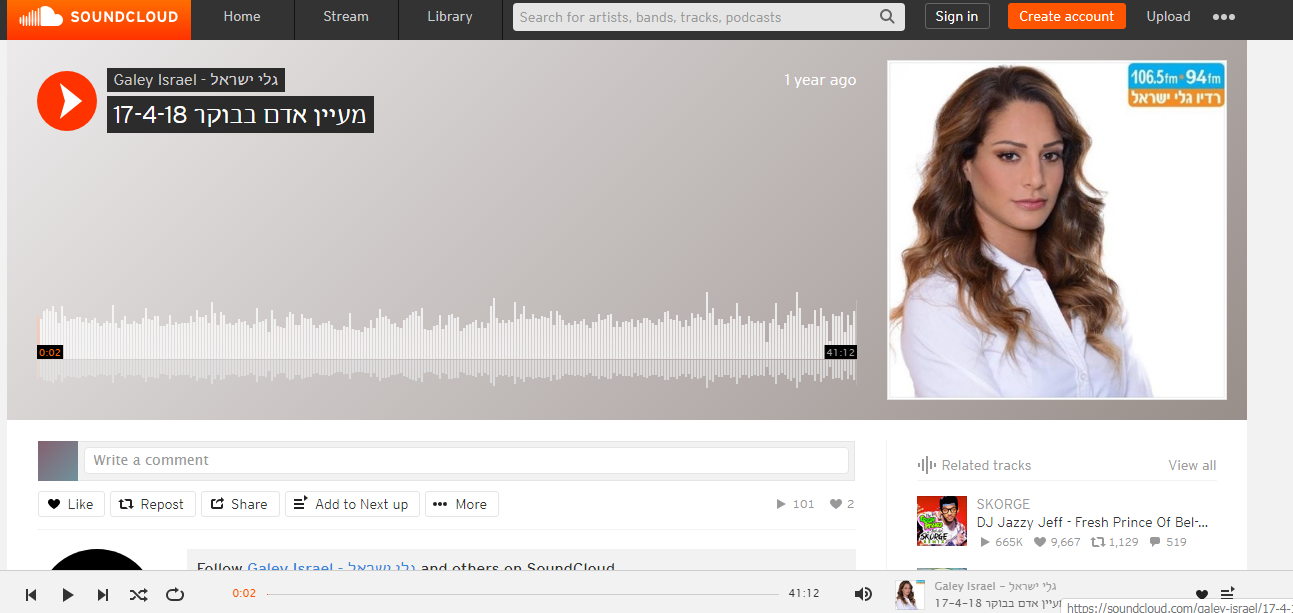 SOUNDCLOUD
Home
Stream
Library
Search for artists, bands, tracks, podcasts
Sign in
Create account
Upload
Galey Israel - גלי ישראל
מעיין אדם בבוקר 17-4-18
1 year ago
106.5fm 94fm
רדיו גלי ישראל
0:02
41:12
Write a comment
Like
Repost
Share
Add to Next up
More
101
2
Related tracks
View all
SKORGE
DJ Jazzy Jeff - Fresh Prince Of Bel-...
665K
9,667
1,129
519
Follow Galey Israel - גלי ישראל and others on SoundCloud
0:02
41:12
Galey Israel - גלי ישראל
מעיין אדם בבוקר 17-4-18
https://soundcloud.com/galey-israel/17-4-1